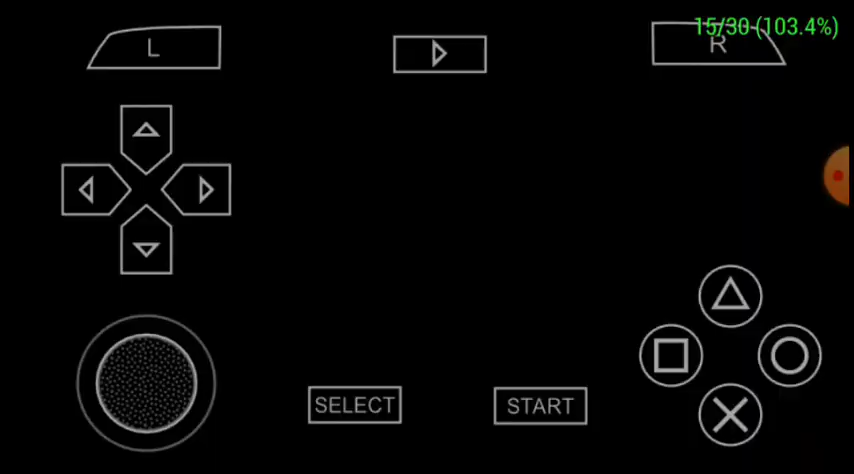 15/30 (103.4%)
L
R
SELECT
START